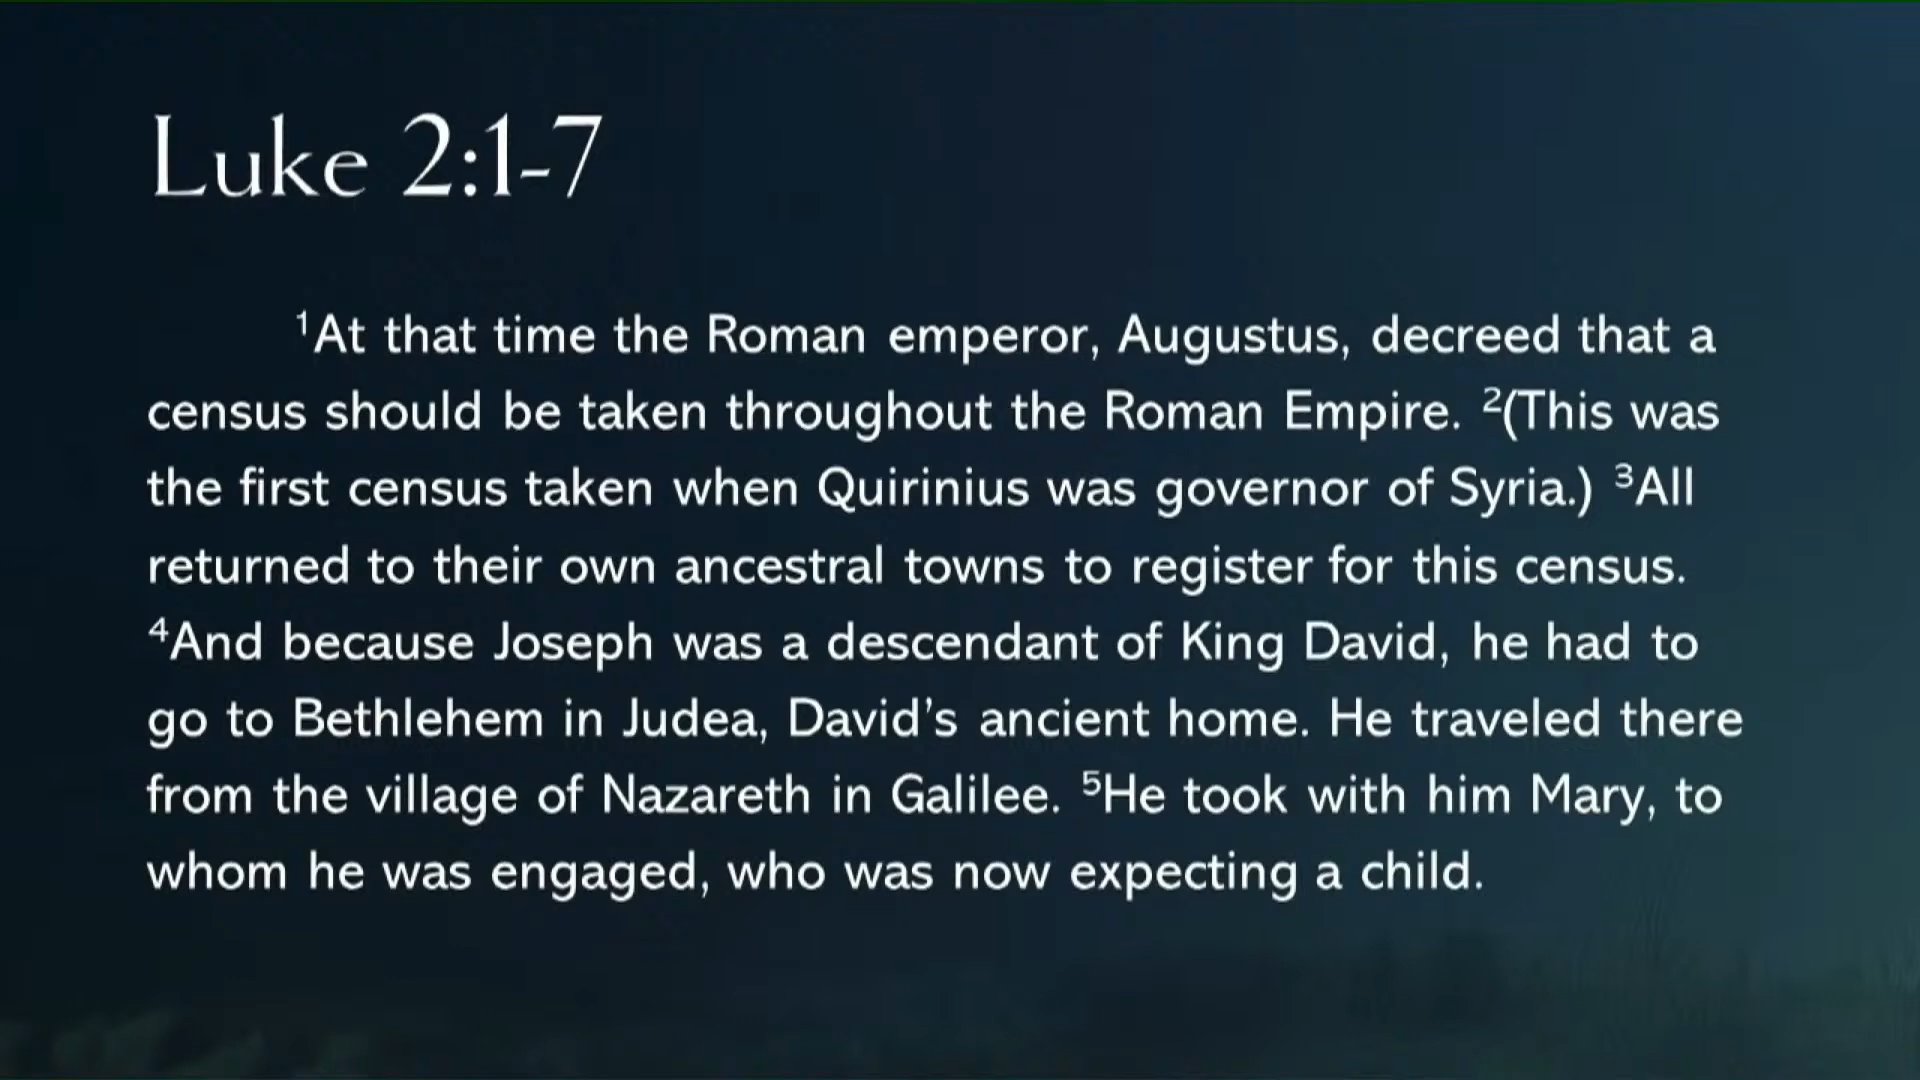 Luke 2:1-7
¹At that time the Roman emperor, Augustus, decreed that a
census should be taken throughout the Roman Empire. ²(This was
the first census taken when Quirinius was governor of Syria.) ³All
returned to their own ancestral towns to register for this census.
⁴And because Joseph was a descendant of King David, he had to
go to Bethlehem in Judea, David’s ancient home. He traveled there
from the village of Nazareth in Galilee. ⁵He took with him Mary, to
whom he was engaged, who was now expecting a child.